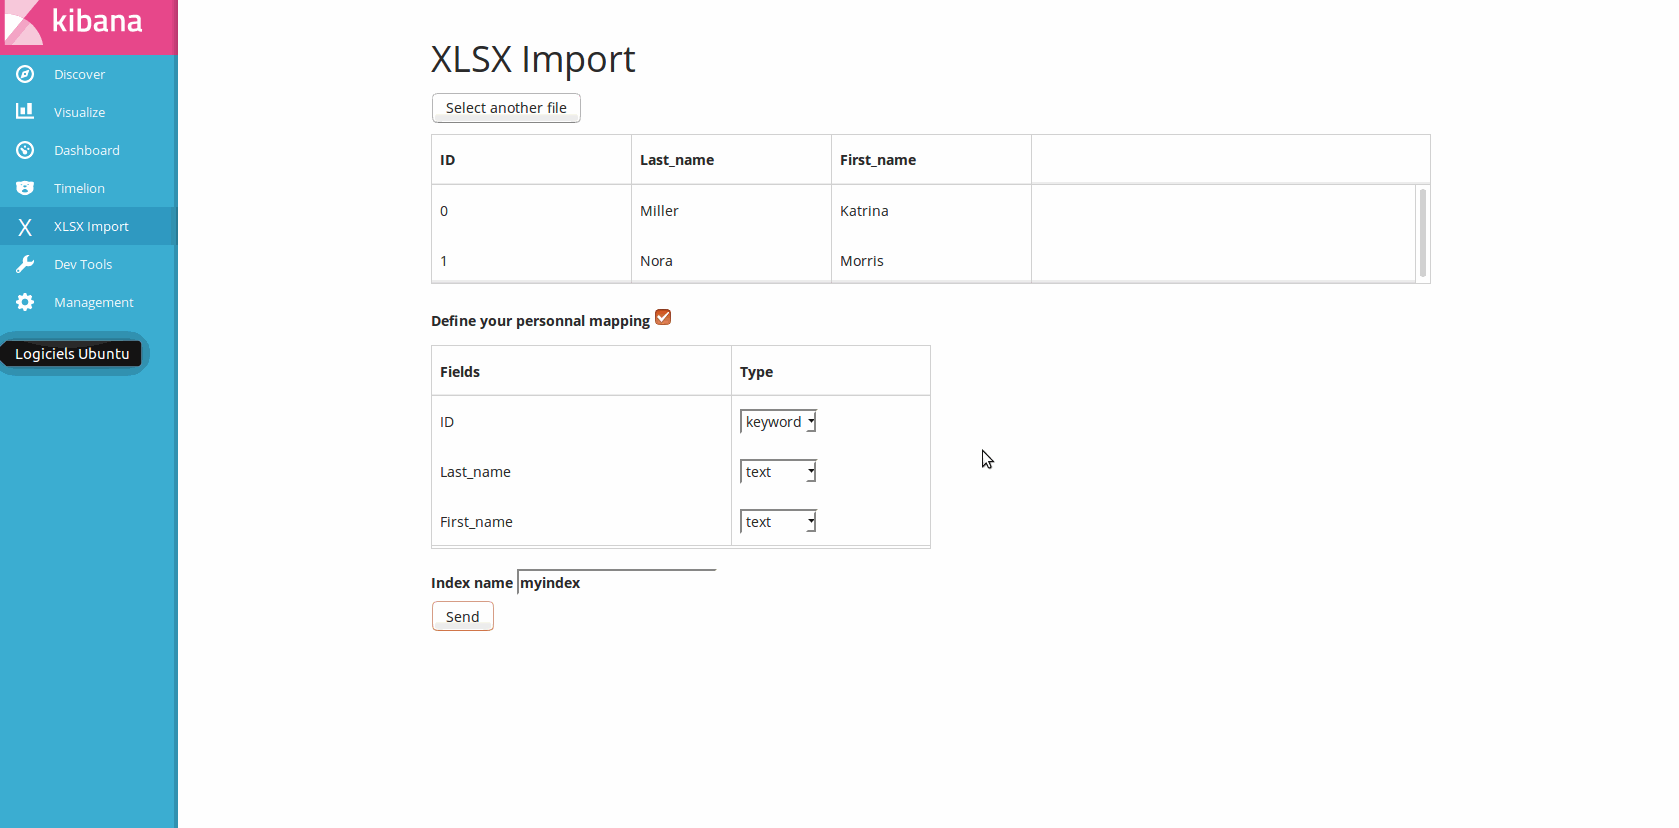 kibana
Discover
Visualize
Dashboard
Timelion
XLSX Import
Dev Tools
Management
Logiciels Ubuntu
XLSX Import
Select another file
ID Last_name First_name
0 Miller Katrina
1 Nora Morris
Define your personnal mapping
Fields Type
ID keyword
Last_name text
First_name text
Index name myindex
Send